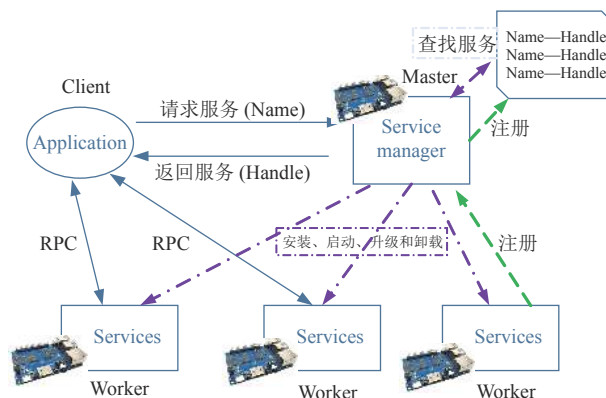 查找服务
Name—Handle
Name—Handle
Name—Handle
Client
Master
请求服务 (Name)
Application
Service
manager
注册
返回服务 (Handle)
RPC
RPC
安装、启动、升级和卸载
注册
Services
Services
Services
Worker
Worker
Worker